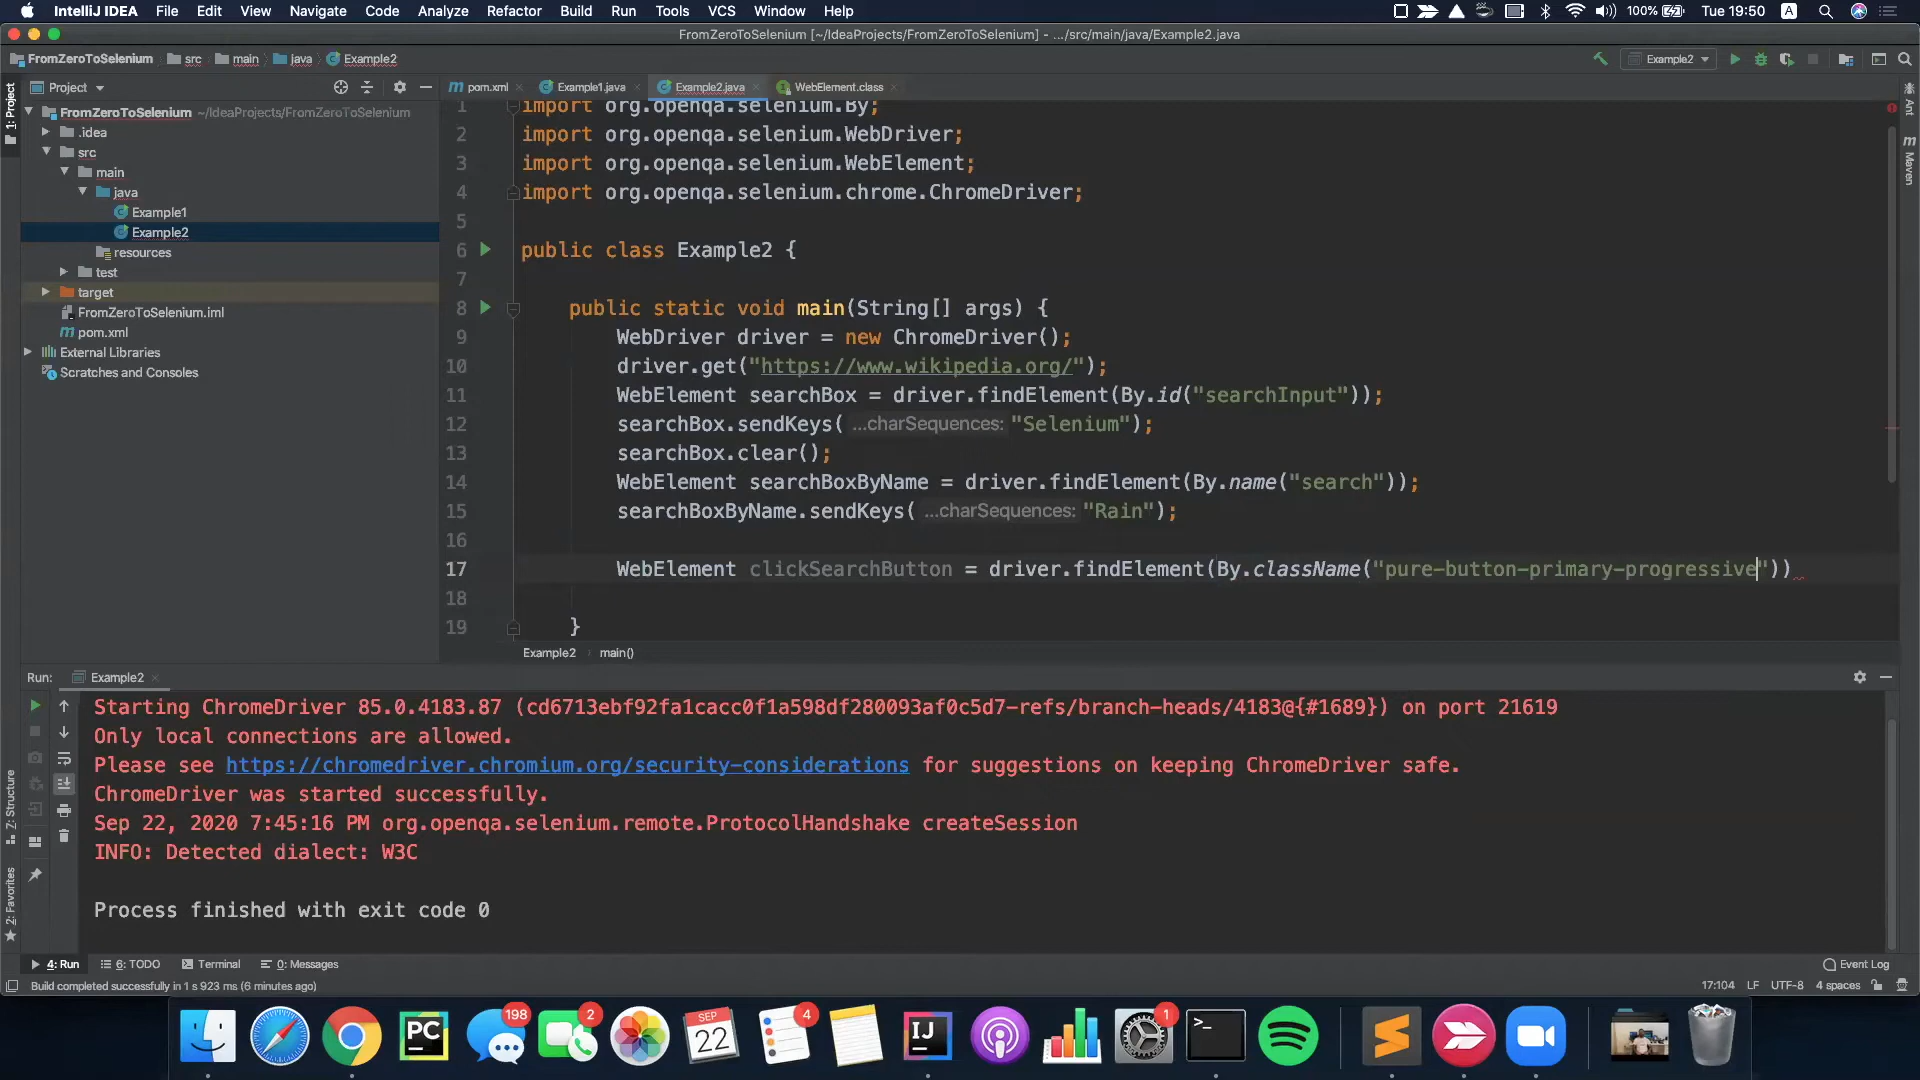 IntelliJ IDEA File Edit View Navigate Code Analyze Refactor Build Run Tools VCS Window Help 100% Tue 19:50 A
FromZeroToSelenium [~/IdeaProjects/FromZeroToSelenium] - .../src/main/java/Example2.java
FromZeroToSelenium src main java Example2 Example2
Project pom.xml Example1.java Example2.java WebElement.class
1: Project
FromZeroToSelenium ~/IdeaProjects/FromZeroToSelenium
.idea
src
main
java
Example1
Example2
resources
test
target
FromZeroToSelenium.iml
pom.xml
External Libraries
Scratches and Consoles
1 import org.openqa.selenium.By;
2 import org.openqa.selenium.WebDriver;
3 import org.openqa.selenium.WebElement;
4 import org.openqa.selenium.chrome.ChromeDriver;
5
6 public class Example2 {
7
8 public static void main(String[] args) {
9 WebDriver driver = new ChromeDriver();
10 driver.get("https://www.wikipedia.org/");
11 WebElement searchBox = driver.findElement(By.id("searchInput"));
12 searchBox.sendKeys( ...charSequences: "Selenium");
13 searchBox.clear();
14 WebElement searchBoxByName = driver.findElement(By.name("search"));
15 searchBoxByName.sendKeys( ...charSequences: "Rain");
16
17 WebElement clickSearchButton = driver.findElement(By.className("pure-button-primary-progressive"))
18
19 }
Example2 main()
Ant
Maven
Run: Example2
Starting ChromeDriver 85.0.4183.87 (cd6713ebf92fa1cacc0f1a598df280093af0c5d7-refs/branch-heads/4183@{#1689}) on port 21619
Only local connections are allowed.
Please see https://chromedriver.chromium.org/security-considerations for suggestions on keeping ChromeDriver safe.
ChromeDriver was started successfully.
Sep 22, 2020 7:45:16 PM org.openqa.selenium.remote.ProtocolHandshake createSession
INFO: Detected dialect: W3C
Process finished with exit code 0
Z: Structure
2: Favorites
4: Run 6: TODO Terminal 0: Messages Event Log
Build completed successfully in 1 s 923 ms (6 minutes ago) 17:104 LF UTF-8 4 spaces
PC 198 2 SEP 22 4 IJ 1 >_